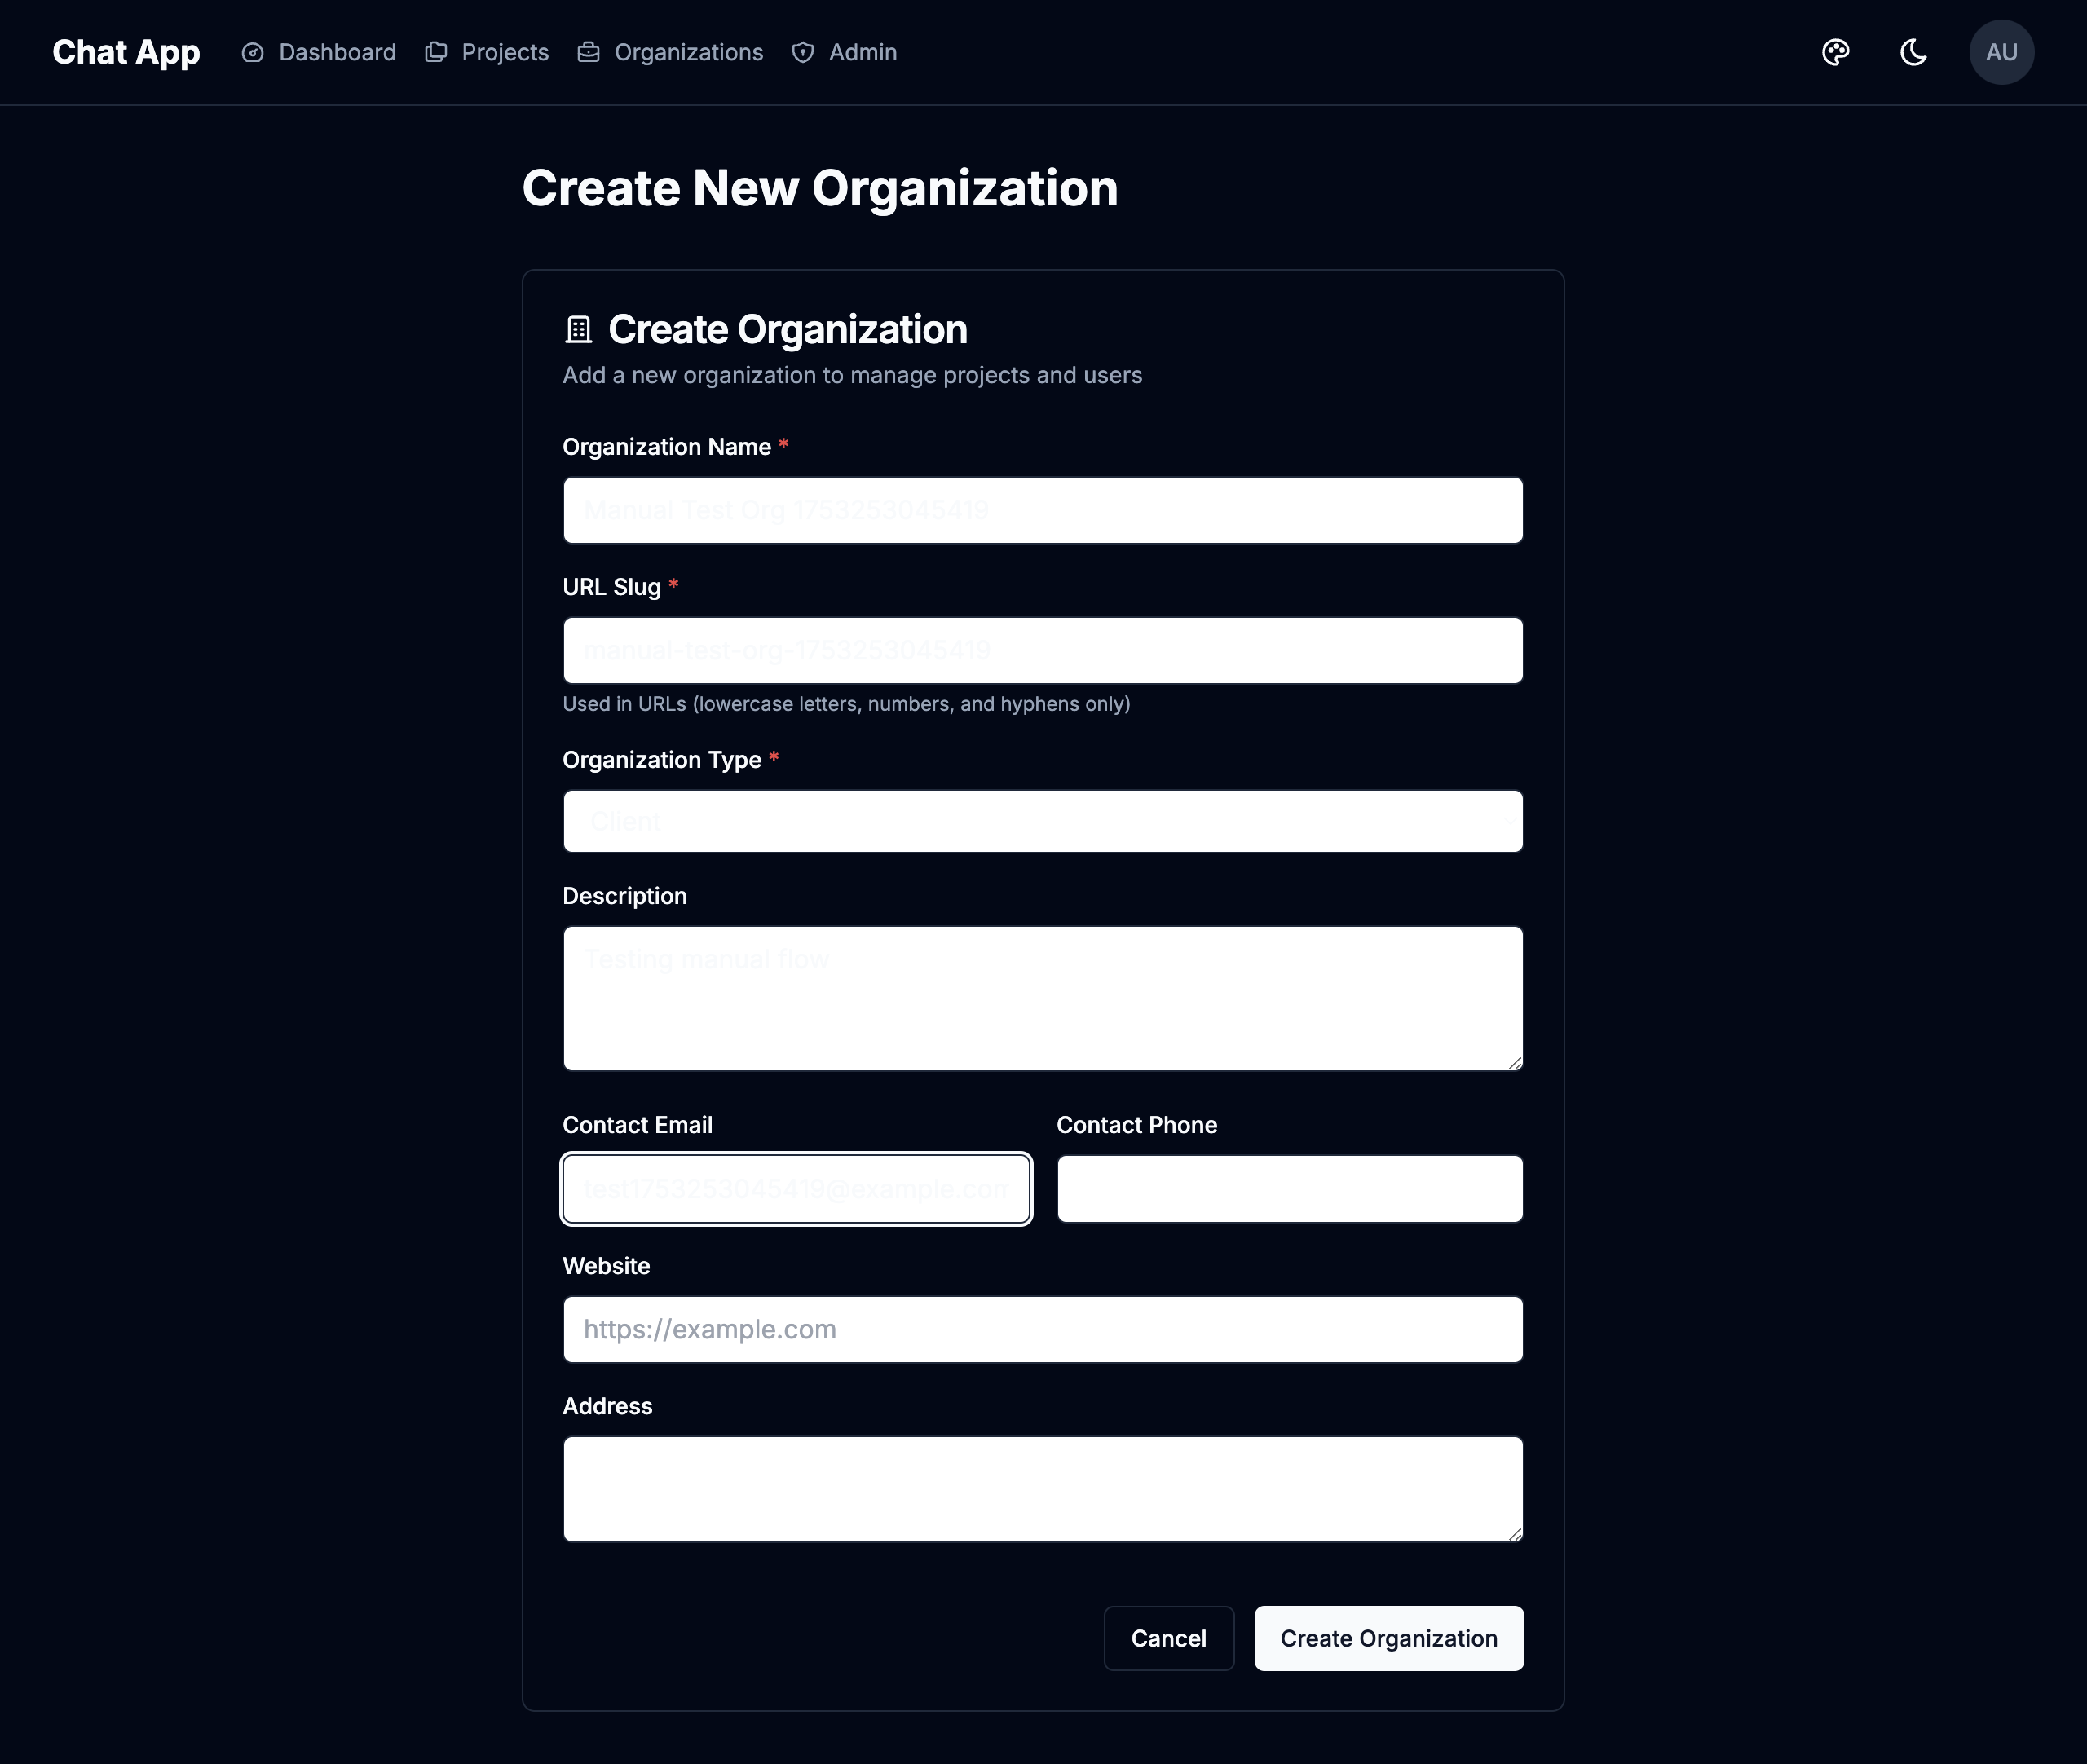 Chat App
Dashboard
Projects
Organizations
Admin
AU
Create New Organization
Create Organization
Add a new organization to manage projects and users
Organization Name *
Manual Test Org 1753253045419
URL Slug *
manual-test-org-1753253045419
Used in URLs (lowercase letters, numbers, and hyphens only)
Organization Type *
Client
Description
Testing manual flow
Contact Email
Contact Phone
test1753253045419@example.com
Website
https://example.com
Address
Cancel
Create Organization